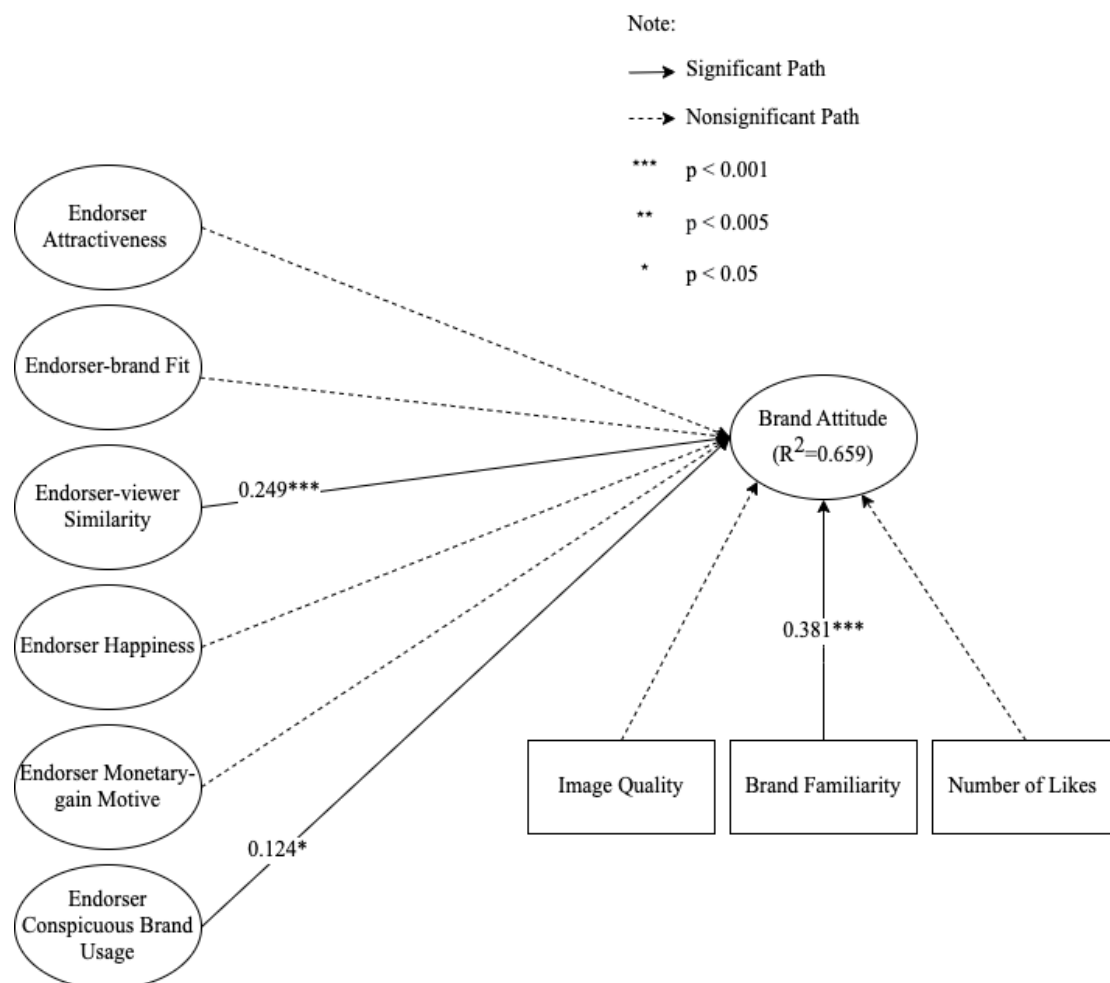 Note:
Significant Path
Nonsignificant Path
*** p < 0.001
** p < 0.005
* p < 0.05
Endorser
Attractiveness
Endorser-brand Fit
Brand Attitude
(R²=0.659)
0.249***
Endorser-viewer
Similarity
Endorser Happiness
0.381***
Endorser Monetary-
gain Motive
Image Quality
Brand Familiarity
Number of Likes
0.124*
Endorser
Conspicuous Brand
Usage